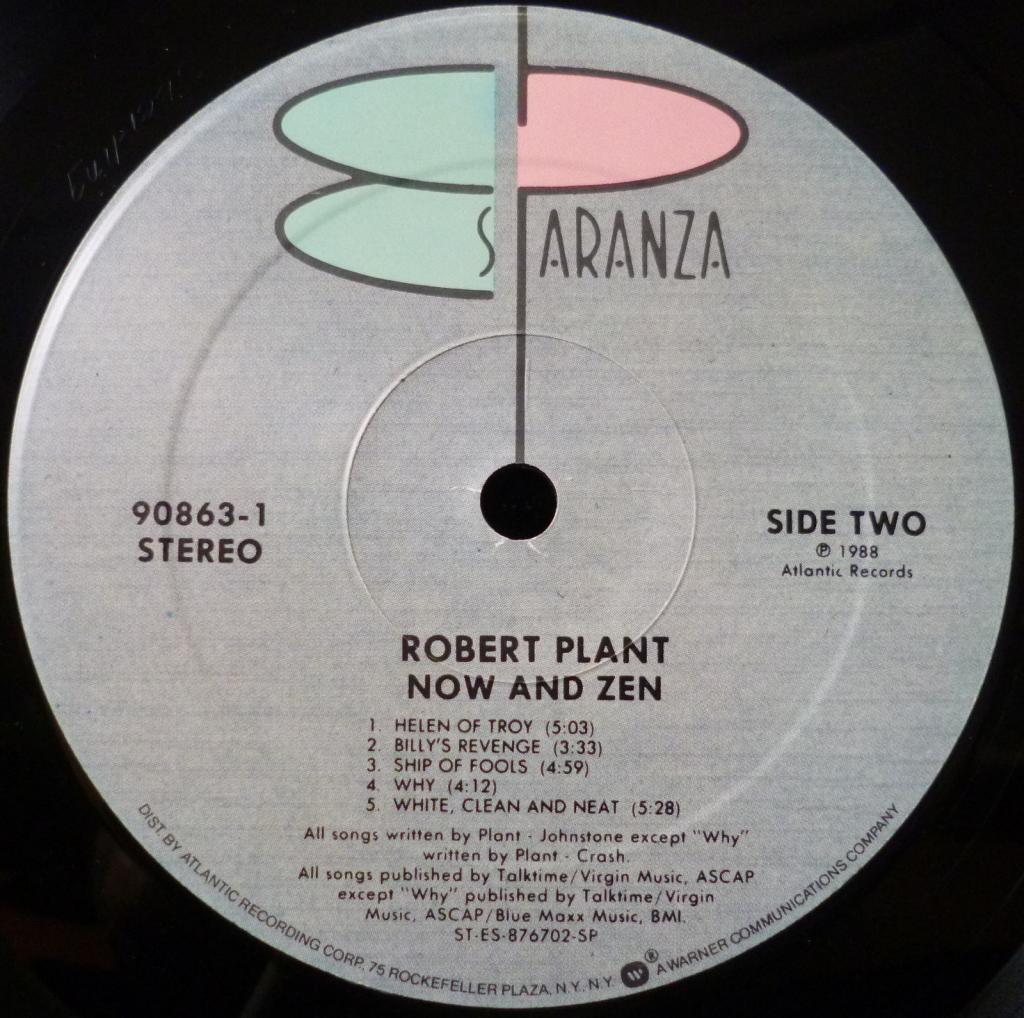 ES PARANZA
90863-1
STEREO
SIDE TWO
℗ 1988
Atlantic Records
ROBERT PLANT
NOW AND ZEN
1. HELEN OF TROY (5:03)
2. BILLY'S REVENGE (3:33)
3. SHIP OF FOOLS (4:59)
4. WHY (4:12)
5. WHITE, CLEAN AND NEAT (5:28)
All songs written by Plant - Johnstone except "Why"
written by Plant - Crash.
All songs published by Talktime/Virgin Music, ASCAP
except "Why" published by Talktime/Virgin
Music, ASCAP/Blue Maxx Music, BMI.
ST-ES-876702-SP
DIST. BY ATLANTIC RECORDING CORP., 75 ROCKEFELLER PLAZA, N.Y. N.Y. ® A WARNER COMMUNICATIONS COMPANY